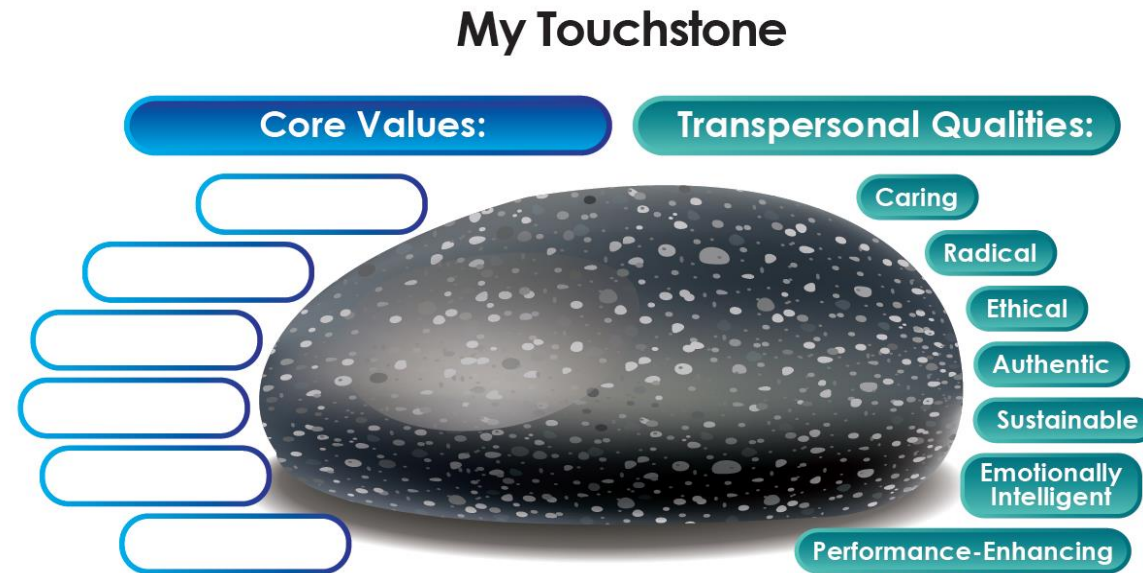 My Touchstone
Core Values:
Transpersonal Qualities:
Caring
Radical
Ethical
Authentic
Sustainable
Emotionally
Intelligent
Performance-Enhancing